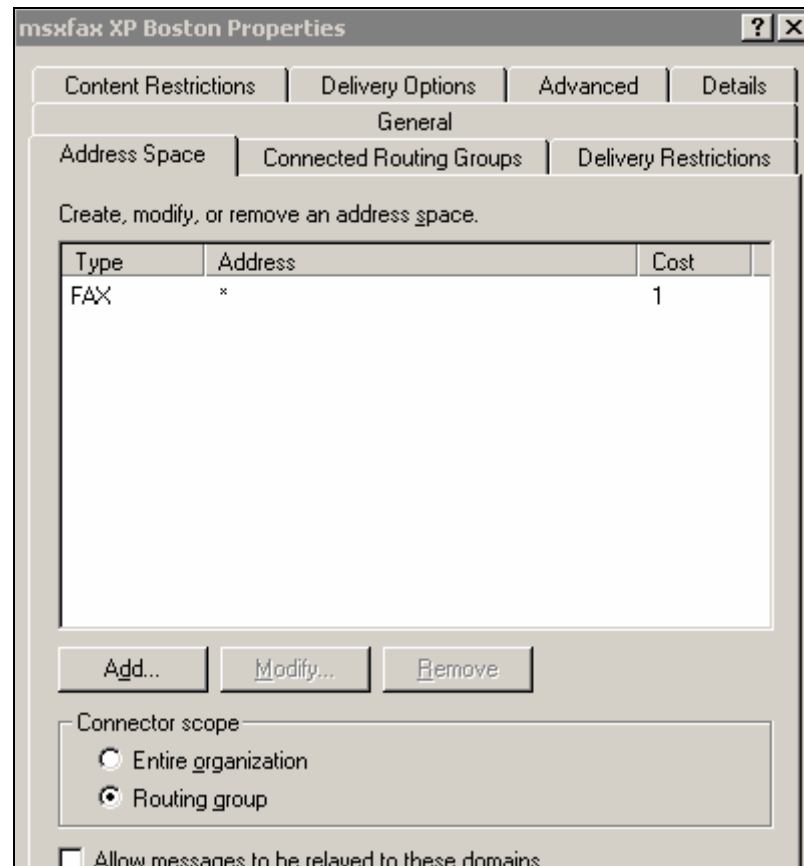 msxfax XP Boston Properties ? X
Content Restrictions Delivery Options Advanced Details
General
Address Space Connected Routing Groups Delivery Restrictions
Create, modify, or remove an address space.
Type Address Cost
FAX * 1
Add... Modify... Remove
Connector scope
Entire organization
Routing group
Allow messages to be relayed to these domains